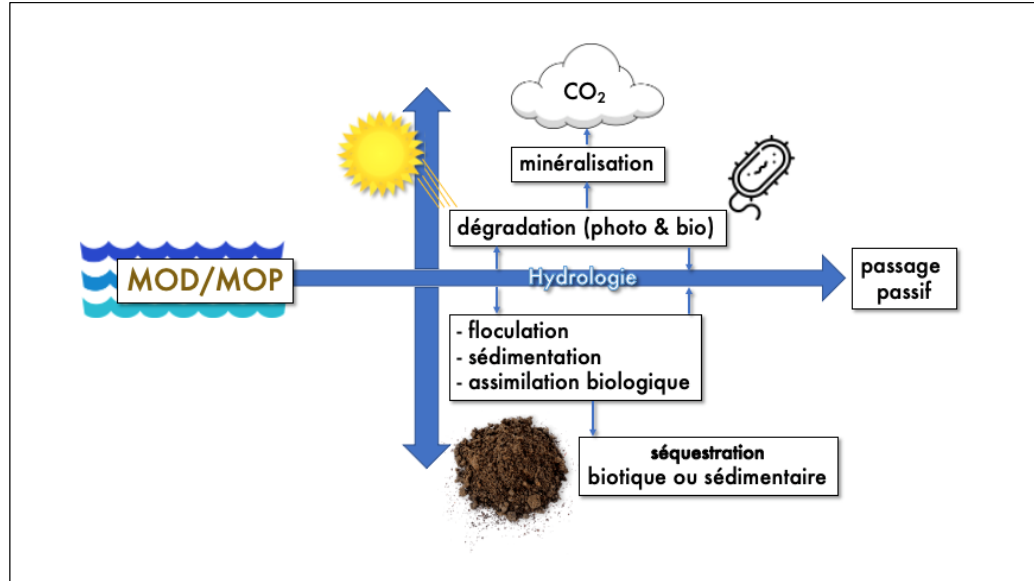 CO₂
minéralisation
dégradation (photo & bio)
MOD/MOP
Hydrologie
passage
passif
- floculation
- sédimentation
- assimilation biologique
séquestration
biotique ou sédimentaire